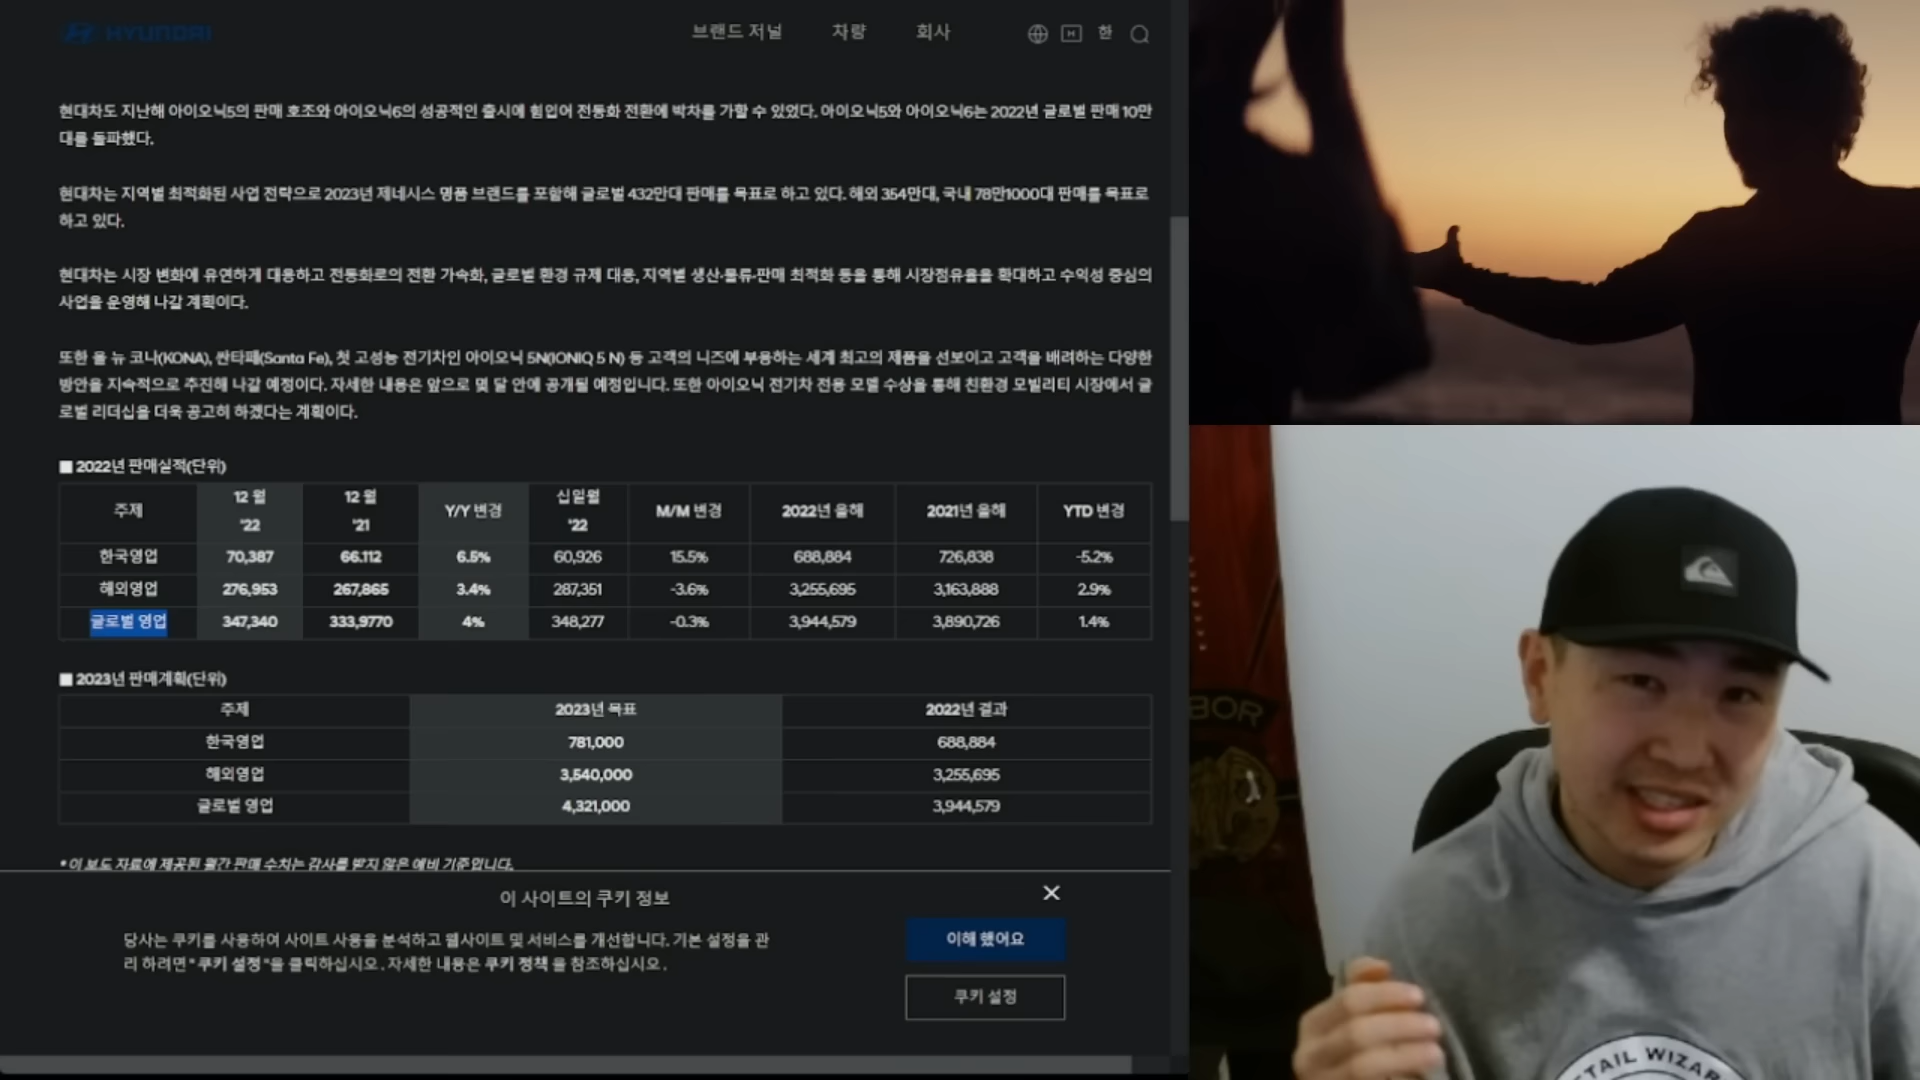 HYUNDAI
브랜드 저널 차량 회사 한
현대차도 지난해 아이오닉5의 판매 호조와 아이오닉6의 성공적인 출시에 힘입어 전동화 전환에 박차를 가할 수 있었다. 아이오닉5와 아이오닉6는 2022년 글로벌 판매 10만
대를 돌파했다.
현대차는 지역별 최적화된 사업 전략으로 2023년 제네시스 명품 브랜드를 포함해 글로벌 432만대 판매를 목표로 하고 있다. 해외 354만대, 국내 78만1000대 판매를 목표로
하고 있다.
현대차는 시장 변화에 유연하게 대응하고 전동화로의 전환 가속화, 글로벌 환경 규제 대응, 지역별 생산·물류·판매 최적화 등을 통해 시장점유율을 확대하고 수익성 중심의
사업을 운영해 나갈 계획이다.
또한 올 뉴 코나(KONA), 싼타페(Santa Fe), 첫 고성능 전기차인 아이오닉 5N(IONIQ 5 N) 등 고객의 니즈에 부응하는 세계 최고의 제품을 선보이고 고객을 배려하는 다양한
방안을 지속적으로 추진해 나갈 예정이다. 자세한 내용은 앞으로 몇 달 안에 공개될 예정입니다. 또한 아이오닉 전기차 전용 모델 수상을 통해 친환경 모빌리티 시장에서 글
로벌 리더십을 더욱 공고히 하겠다는 계획이다.
■ 2022년 판매실적(단위)
주제 12 월 '22 12 월 '21 Y/Y 변경 십일월 '22 M/M 변경 2022년 올해 2021년 올해 YTD 변경
한국영업 70,387 66.112 6.5% 60,926 15.5% 688,884 726,838 -5.2%
해외영업 276,953 267,865 3.4% 287,351 -3.6% 3,255,695 3,163,888 2.9%
글로벌 영업 347,340 333,9770 4% 348,277 -0.3% 3,944,579 3,890,726 1.4%
■ 2023년 판매계획(단위)
주제 2023년 목표 2022년 결과
한국영업 781,000 688,884
해외영업 3,540,000 3,255,695
글로벌 영업 4,321,000 3,944,579
* 이 보도 자료에 제공된 월간 판매 수치는 감사를 받지 않은 예비 기준입니다.
이 사이트의 쿠키 정보
당사는 쿠키를 사용하여 사이트 사용을 분석하고 웹사이트 및 서비스를 개선합니다. 기본 설정을 관
리 하려면 "쿠키 설정"을 클릭하십시오. 자세한 내용은 쿠키 정책 을 참조하십시오.
이해 했어요
쿠키 설정
BOR
TAIL WIZAR